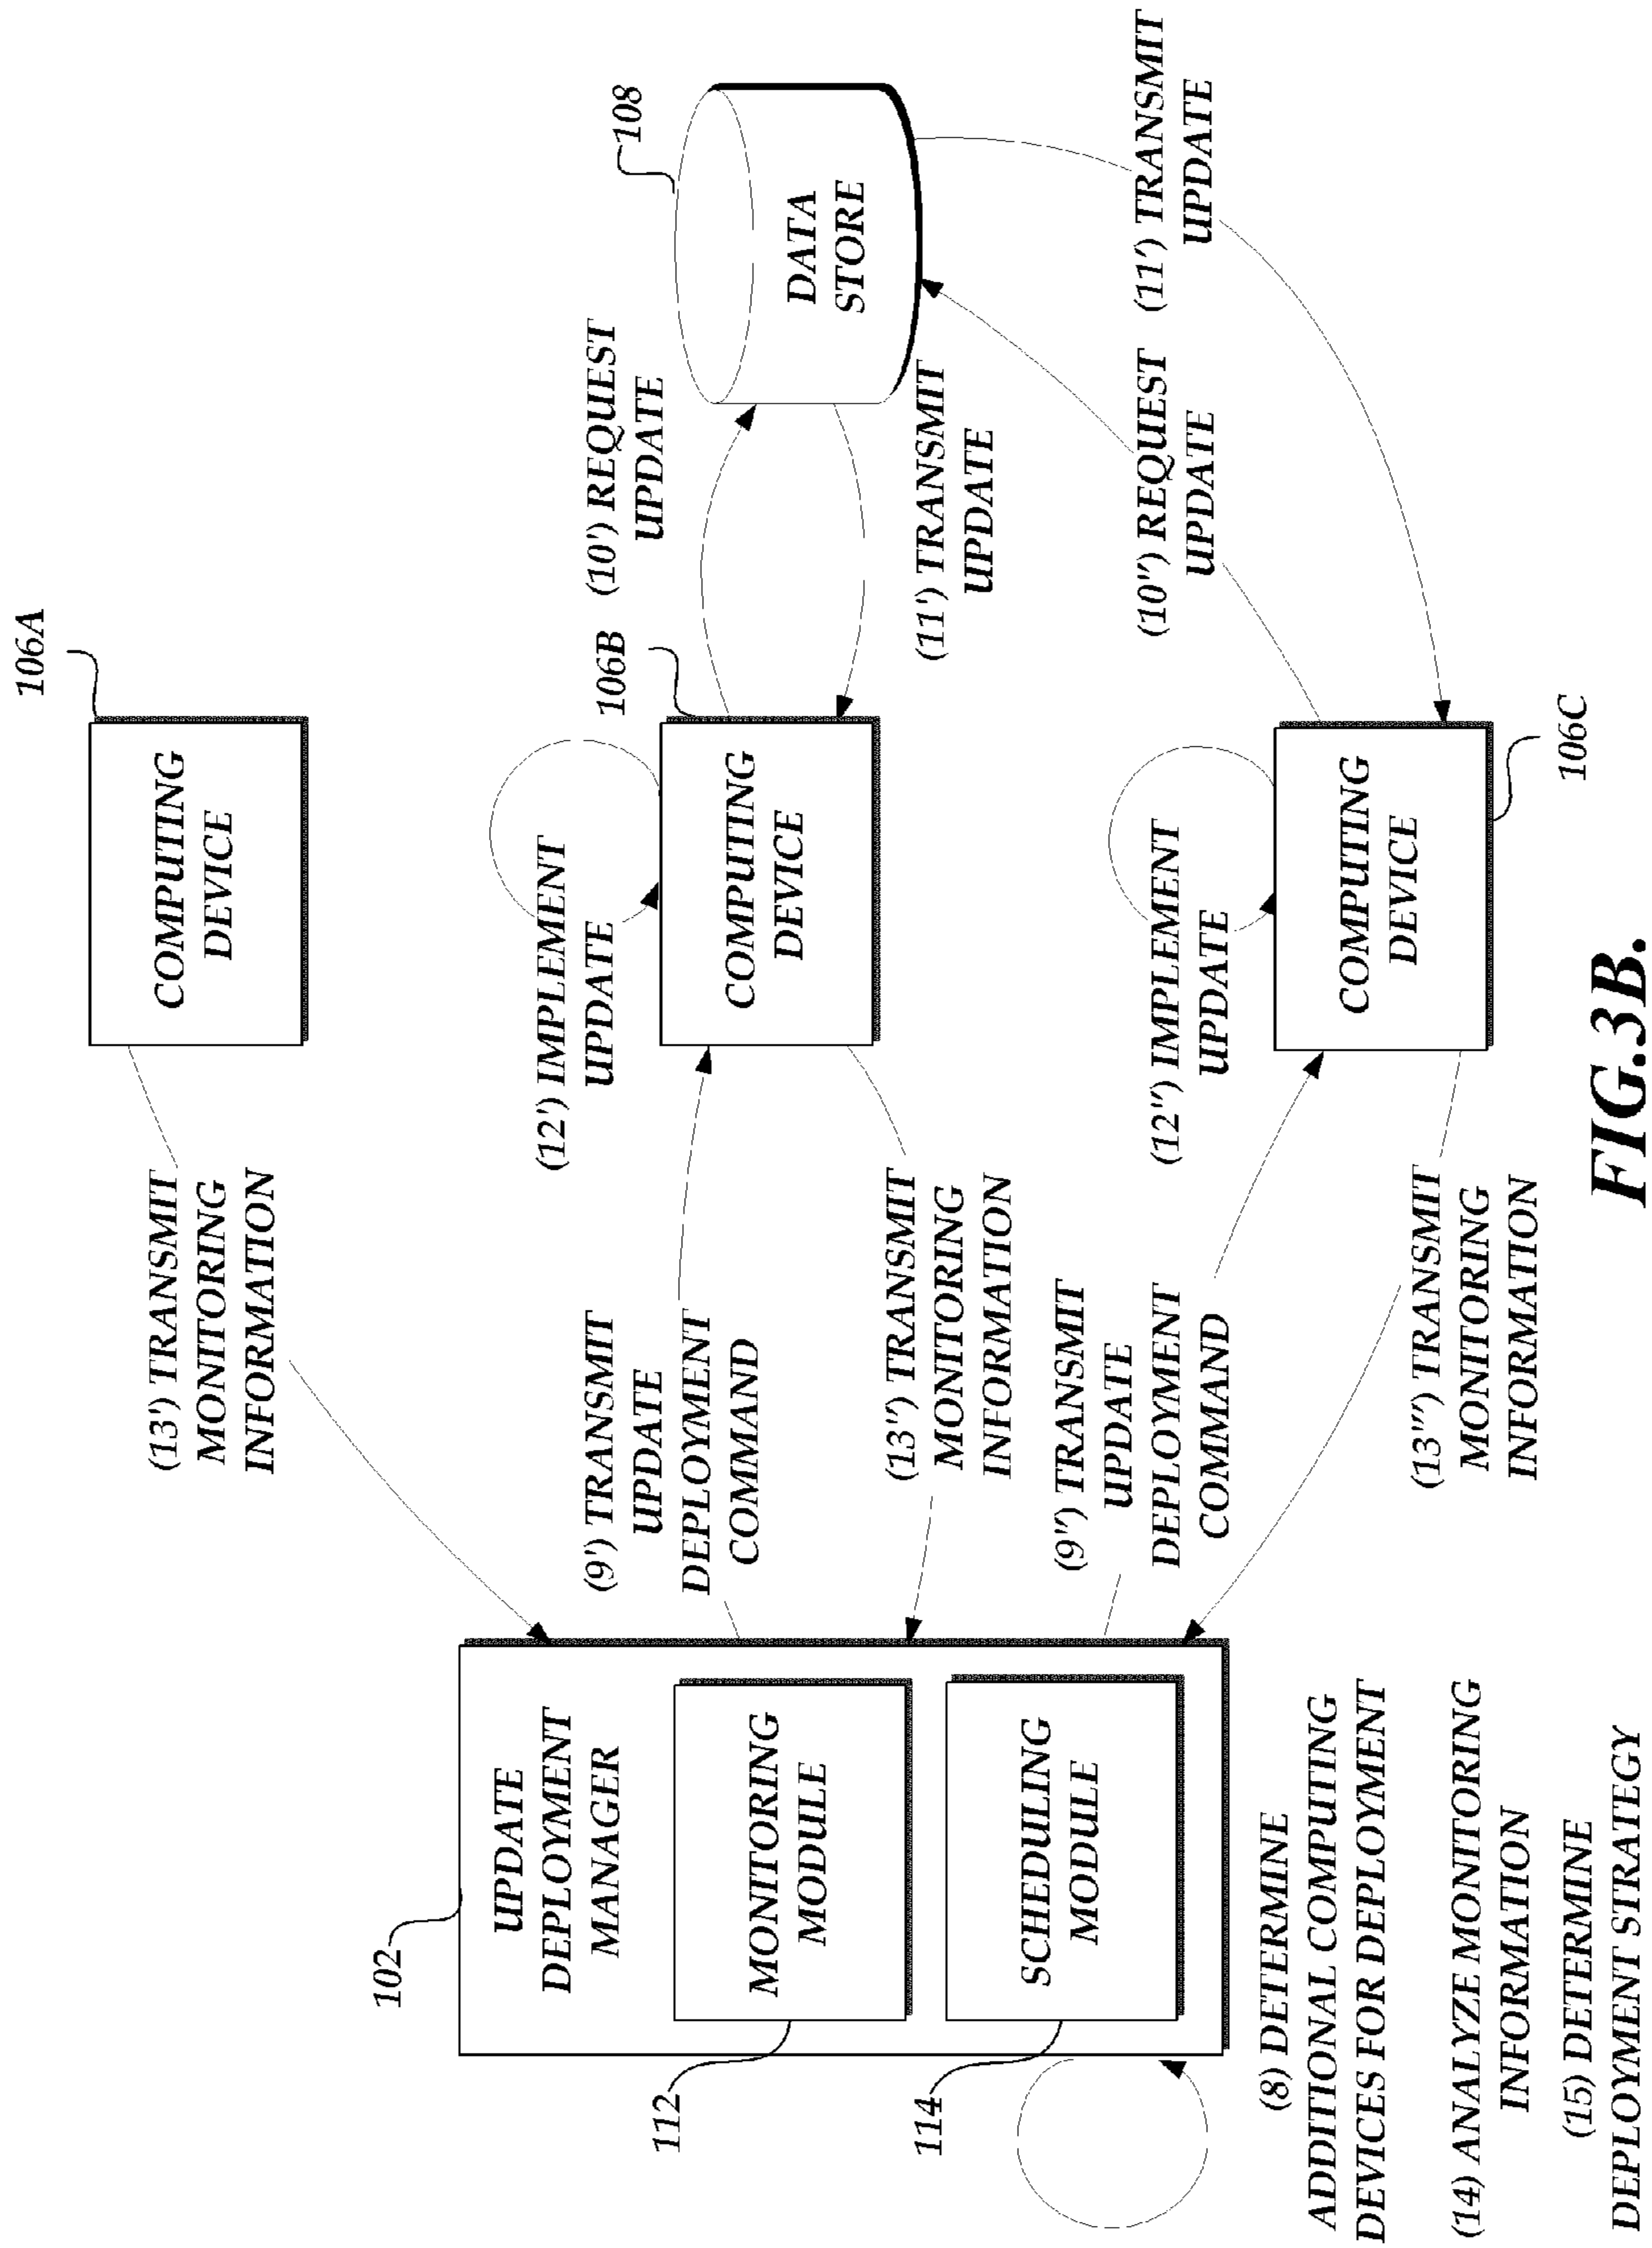 106A
COMPUTING
DEVICE
(13') TRANSMIT
MONITORING
INFORMATION
102
UPDATE
DEPLOYMENT
MANAGER
112
MONITORING
MODULE
114
SCHEDULING
MODULE
(9') TRANSMIT
UPDATE
DEPLOYMENT
COMMAND
(12') IMPLEMENT
UPDATE
106B
COMPUTING
DEVICE
(10') REQUEST
UPDATE
108
DATA
STORE
(11') TRANSMIT
UPDATE
(13'') TRANSMIT
MONITORING
INFORMATION
(9'') TRANSMIT
UPDATE
DEPLOYMENT
COMMAND
(12'') IMPLEMENT
UPDATE
(10'') REQUEST
UPDATE
(11') TRANSMIT
UPDATE
COMPUTING
DEVICE
106C
(13''') TRANSMIT
MONITORING
INFORMATION
(8) DETERMINE
ADDITIONAL COMPUTING
DEVICES FOR DEPLOYMENT
(14) ANALYZE MONITORING
INFORMATION
(15) DETERMINE
DEPLOYMENT STRATEGY
FIG.3B.